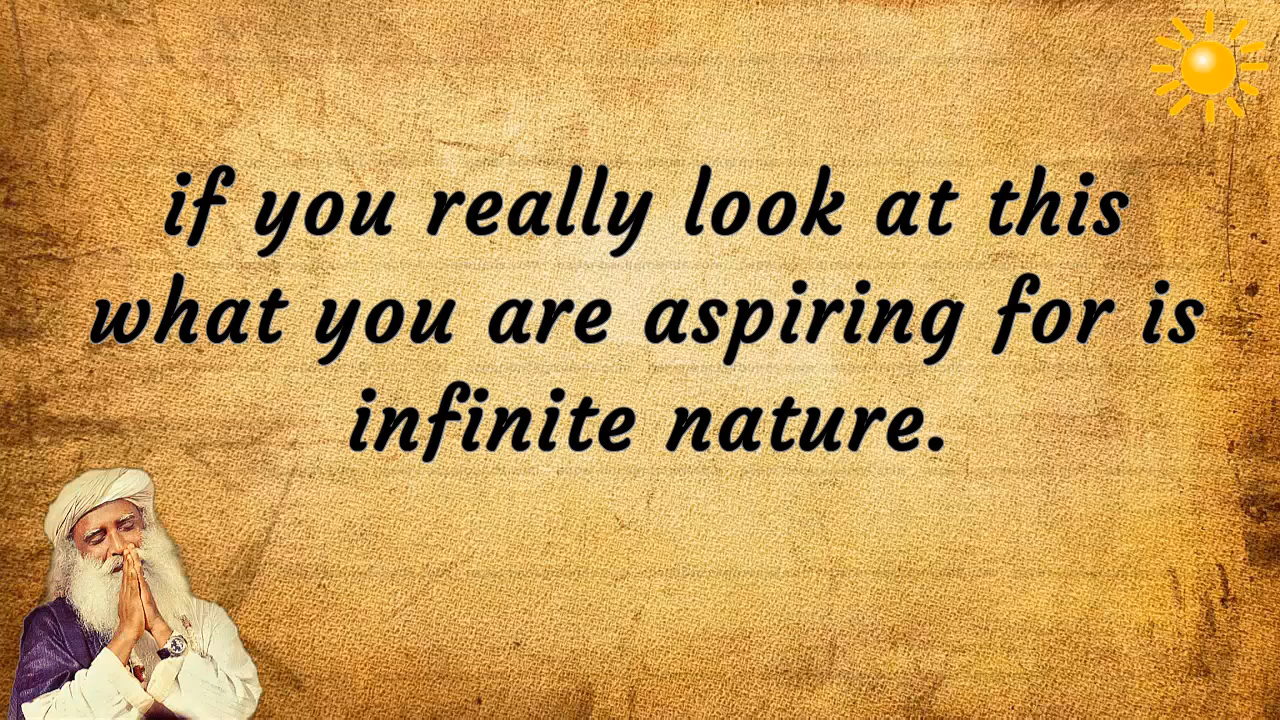 if you really look at this
what you are aspiring for is
infinite nature.